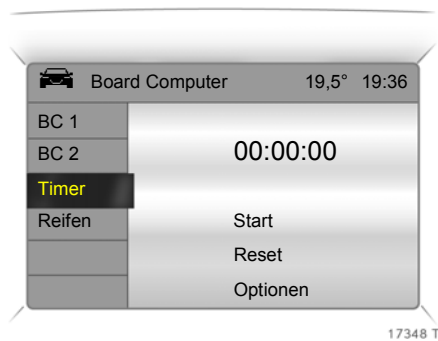 Board Computer 19,5° 19:36
BC 1
BC 2
00:00:00
Timer
Reifen
Start
Reset
Optionen
17348 T